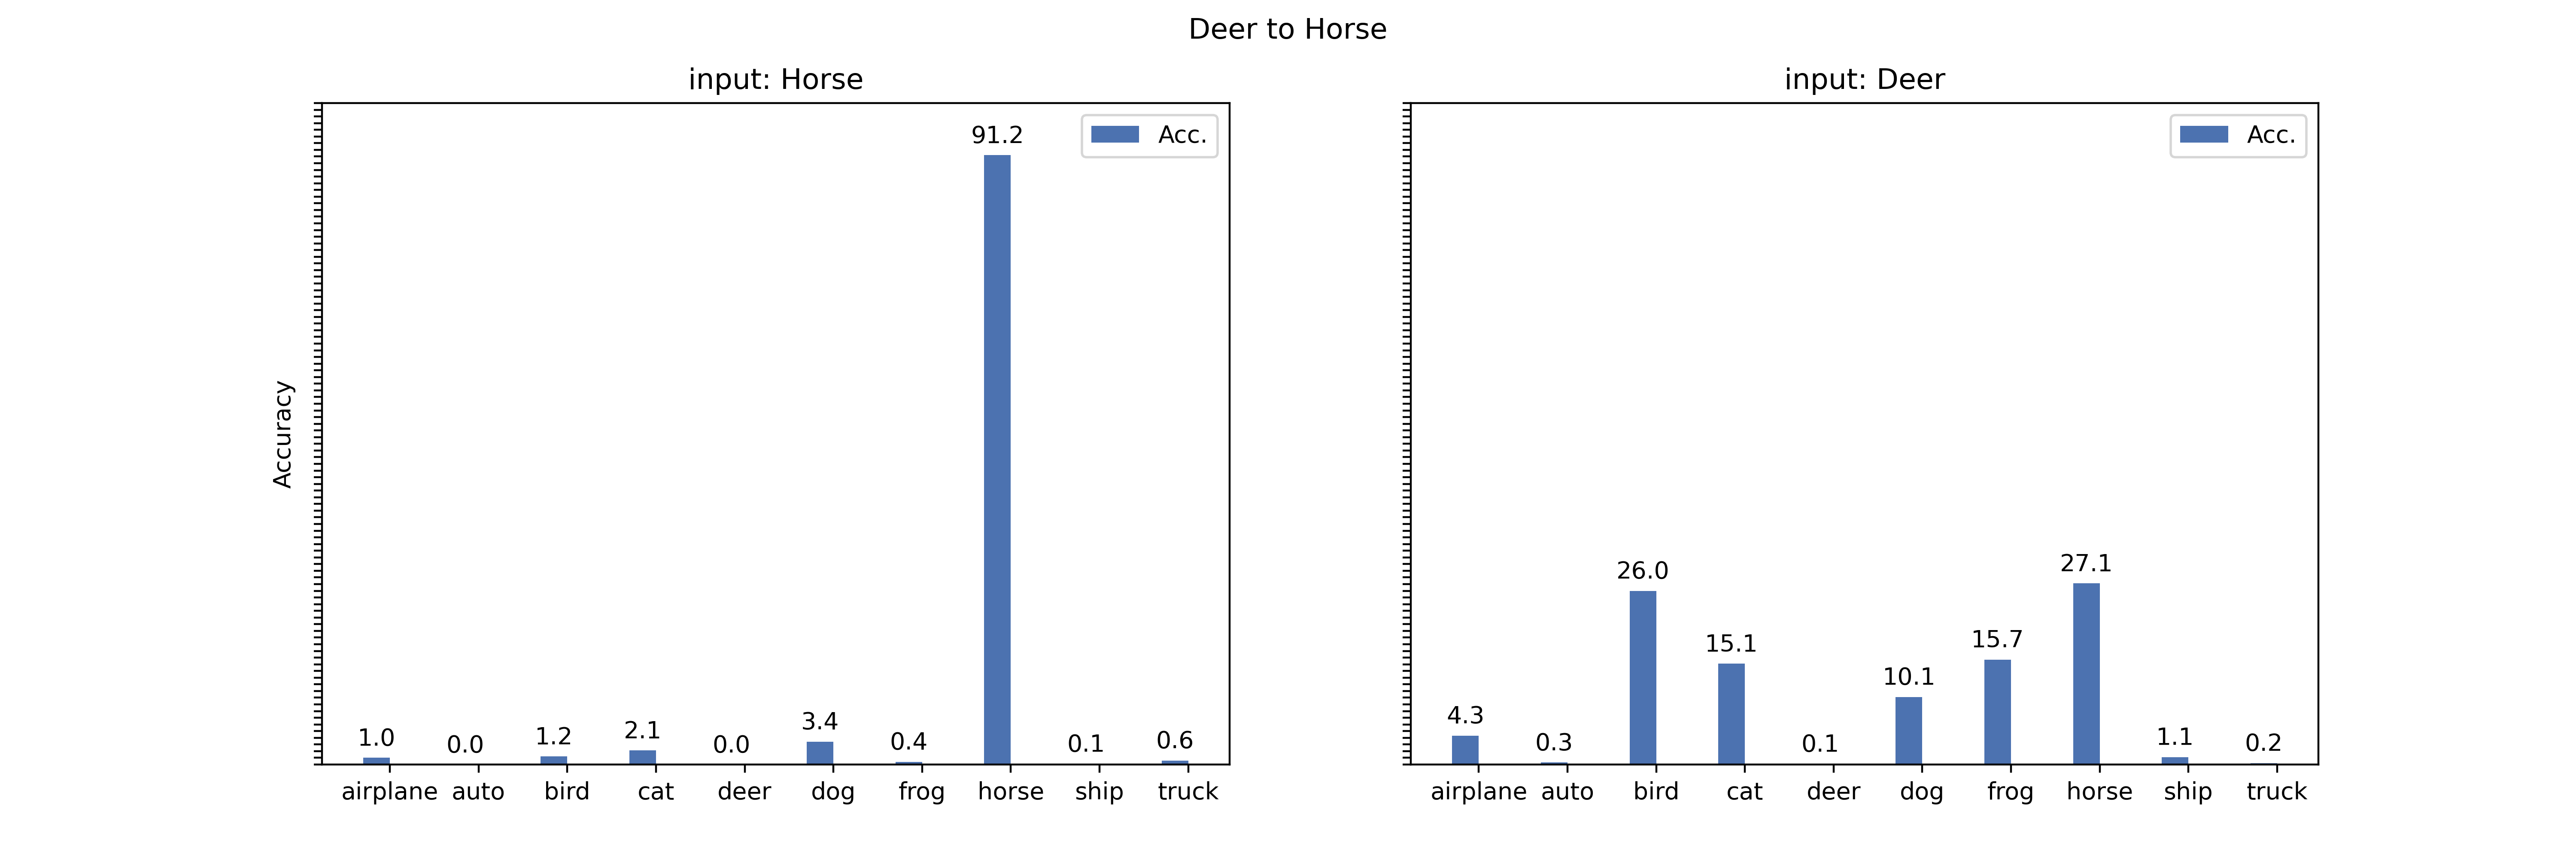 Deer to Horse
input: Horse
Acc.
Accuracy
91.2
1.0
0.0
1.2
2.1
0.0
3.4
0.4
0.1
0.6
airplane auto bird cat deer dog frog horse ship truck
input: Deer
Acc.
4.3
0.3
26.0
15.1
0.1
10.1
15.7
27.1
1.1
0.2
airplane auto bird cat deer dog frog horse ship truck